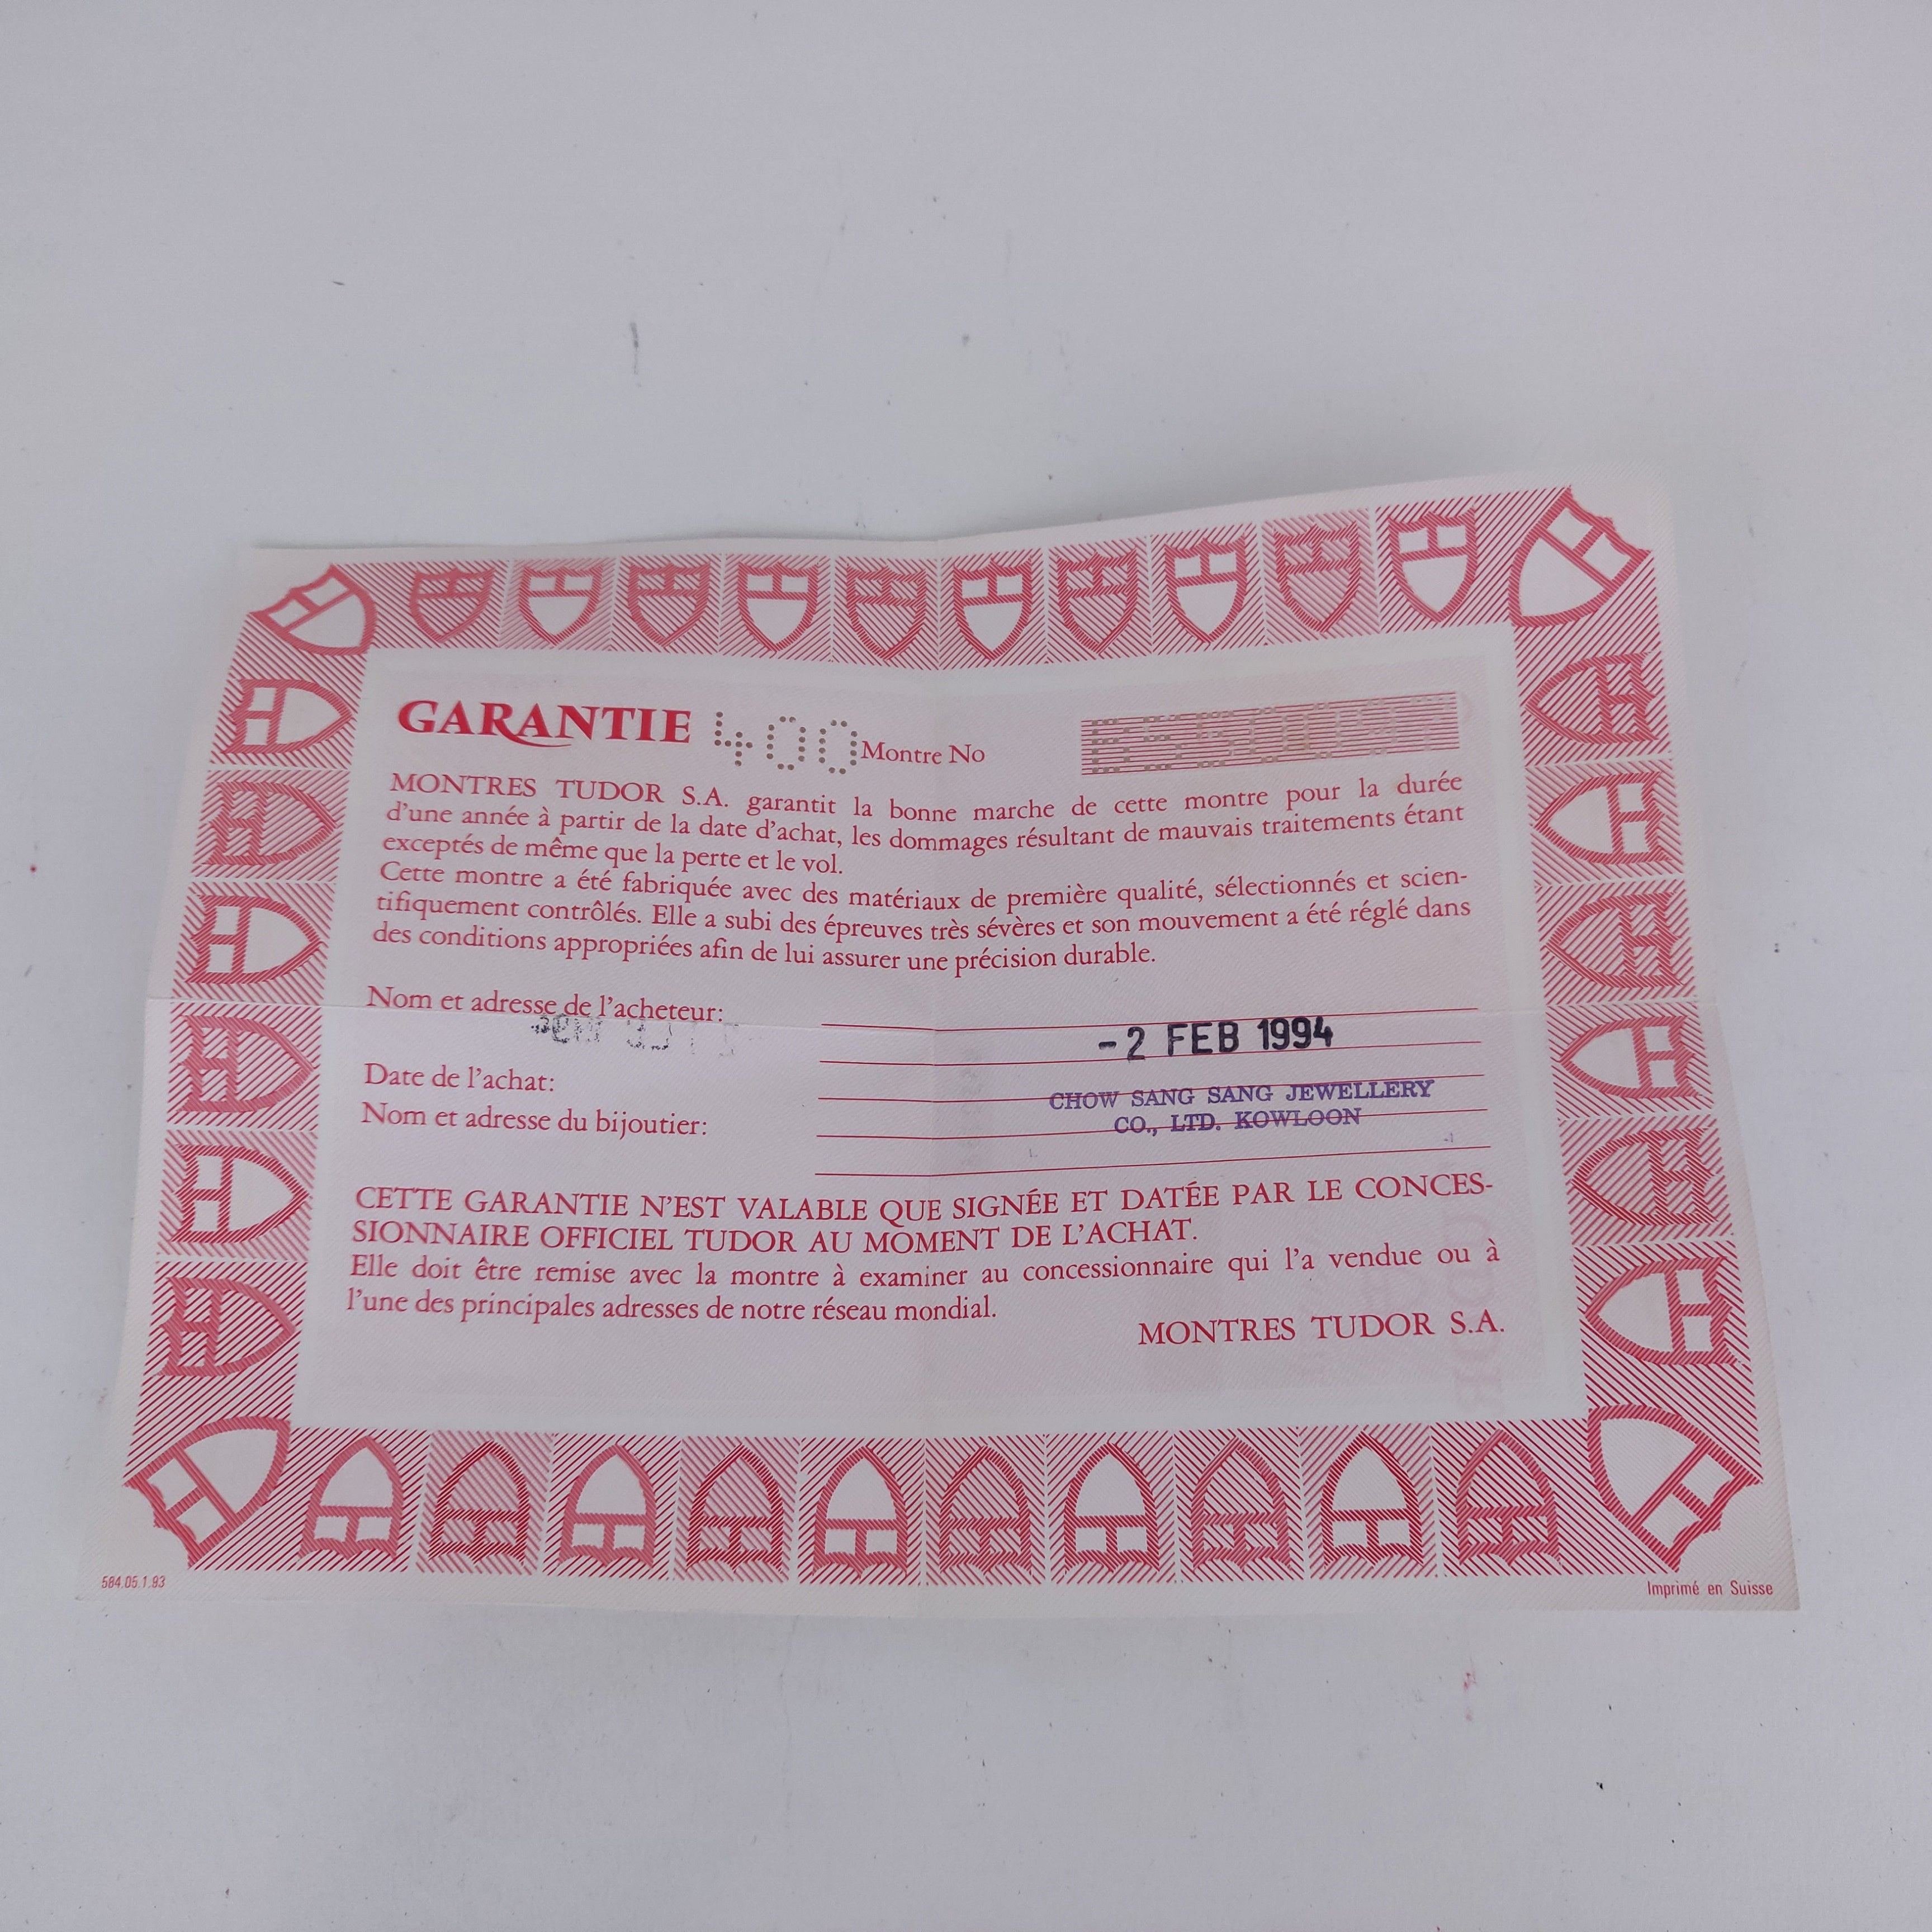 GARANTIE 400 Montre No
MONTRES TUDOR S.A. garantit la bonne marche de cette montre pour la durée
d'une année à partir de la date d'achat, les dommages résultant de mauvais traitements étant
exceptés de même que la perte et le vol.
Cette montre a été fabriquée avec des matériaux de première qualité, sélectionnés et scien-
tifiquement contrôlés. Elle a subi des épreuves très sévères et son mouvement a été réglé dans
des conditions appropriées afin de lui assurer une précision durable.
Nom et adresse de l'acheteur:
-2 FEB 1994
Date de l'achat:
CHOW SANG SANG JEWELLERY
Nom et adresse du bijoutier:
CO., LTD. KOWLOON
CETTE GARANTIE N'EST VALABLE QUE SIGNÉE ET DATÉE PAR LE CONCES-
SIONNAIRE OFFICIEL TUDOR AU MOMENT DE L'ACHAT.
Elle doit être remise avec la montre à examiner au concessionnaire qui l'a vendue ou à
l'une des principales adresses de notre réseau mondial.
MONTRES TUDOR S.A.
584.05.1.93
Imprimé en Suisse